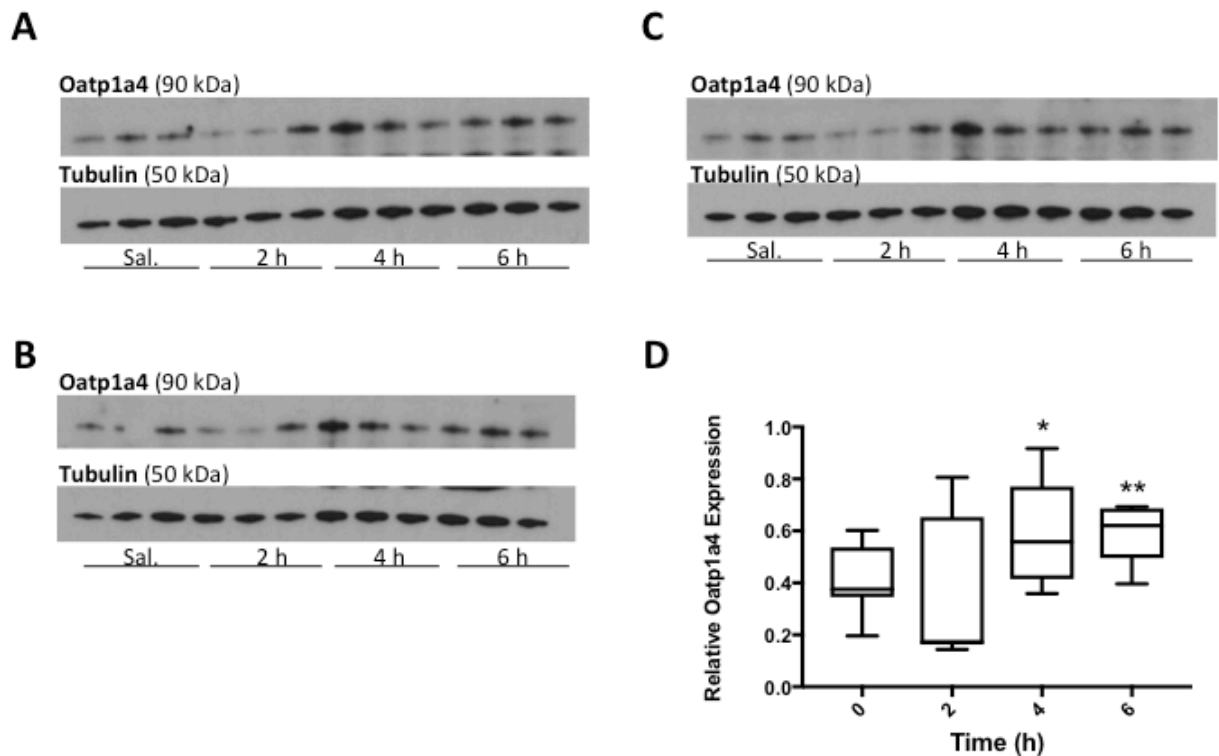 A
Oatp1a4 (90 kDa)
Tubulin (50 kDa)
Sal. 2 h 4 h 6 h
B
Oatp1a4 (90 kDa)
Tubulin (50 kDa)
Sal. 2 h 4 h 6 h
C
Oatp1a4 (90 kDa)
Tubulin (50 kDa)
Sal. 2 h 4 h 6 h
D
Relative Oatp1a4 Expression
1.0
0.8
0.6
0.4
0.2
0.0
* **
0 2 4 6
Time (h)